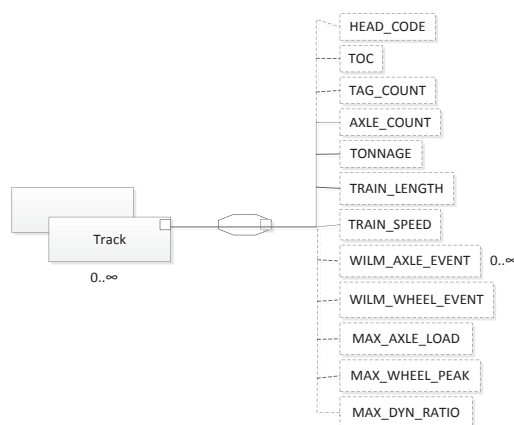 HEAD_CODE
TOC
TAG_COUNT
AXLE_COUNT
TONNAGE
TRAIN_LENGTH
TRAIN_SPEED
Track
0..∞
WILM_AXLE_EVENT 0..∞
WILM_WHEEL_EVENT
MAX_AXLE_LOAD
MAX_WHEEL_PEAK
MAX_DYN_RATIO